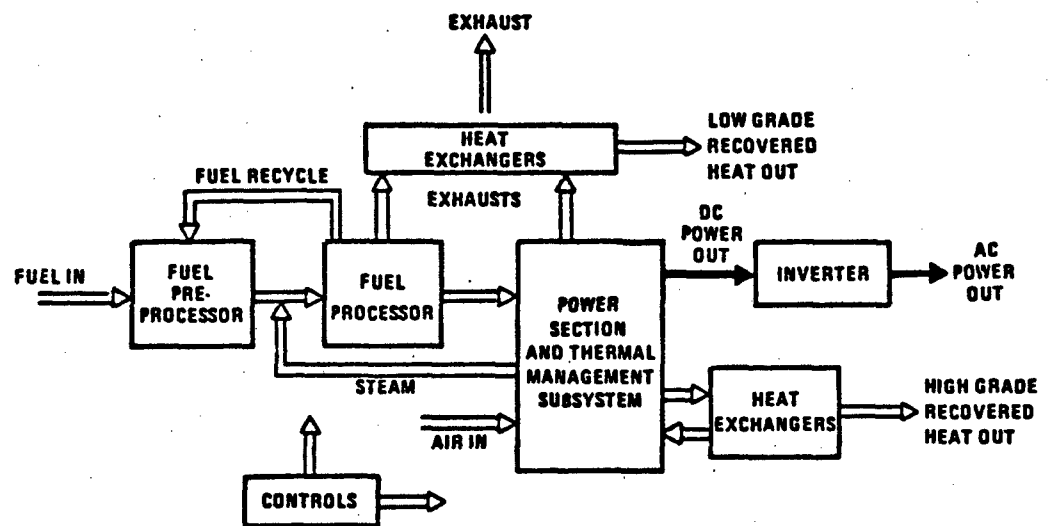 EXHAUST
HEAT
EXCHANGERS
LOW GRADE
RECOVERED
HEAT OUT
FUEL RECYCLE
EXHAUSTS
DC
POWER
OUT
INVERTER
AC
POWER
OUT
FUEL IN
FUEL
PRE-
PROCESSOR
FUEL
PROCESSOR
POWER
SECTION
AND THERMAL
MANAGEMENT
SUBSYSTEM
STEAM
AIR IN
HEAT
EXCHANGERS
HIGH GRADE
RECOVERED
HEAT OUT
CONTROLS